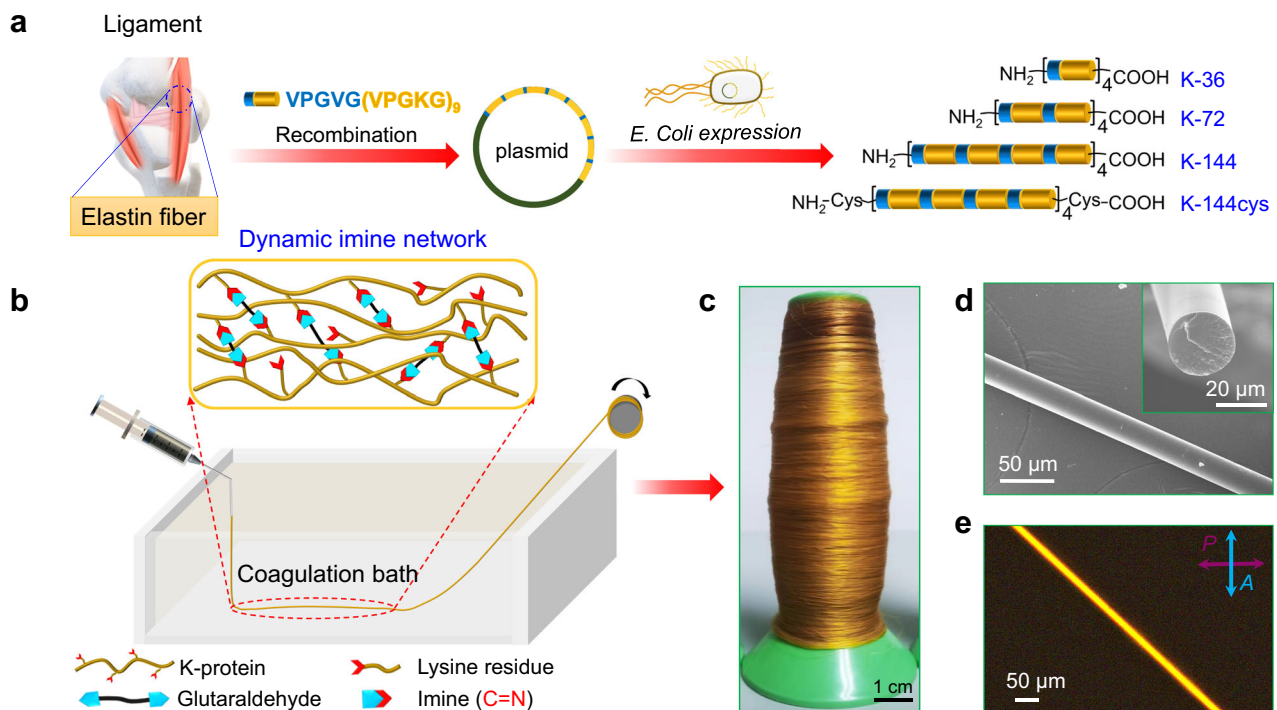 a
Ligament
Elastin fiber
VPGVG(VPGKG)9
Recombination
plasmid
E. Coli expression
NH2 4COOH K-36
NH2 4COOH K-72
NH2 4COOH K-144
NH2-Cys 4Cys-COOH K-144cys
b
Dynamic imine network
Coagulation bath
K-protein
Lysine residue
Glutaraldehyde
Imine (C=N)
c
1 cm
d
20 µm
50 µm
e
P
A
50 µm